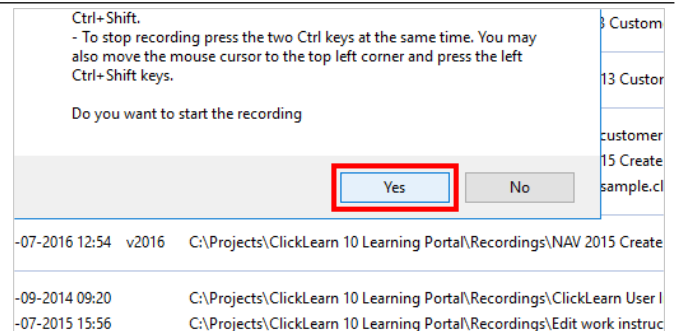 Ctrl+Shift.
- To stop recording press the two Ctrl keys at the same time. You may
also move the mouse cursor to the top left corner and press the left
Ctrl+Shift keys.
Do you want to start the recording
Yes No
Custom
13 Custor
customer
15 Create
sample.cl
-07-2016 12:54 v2016 C:\Projects\ClickLearn 10 Learning Portal\Recordings\NAV 2015 Create
-09-2014 09:20 C:\Projects\ClickLearn 10 Learning Portal\Recordings\ClickLearn User I
-07-2015 15:56 C:\Projects\ClickLearn 10 Learning Portal\Recordings\Edit work instruc